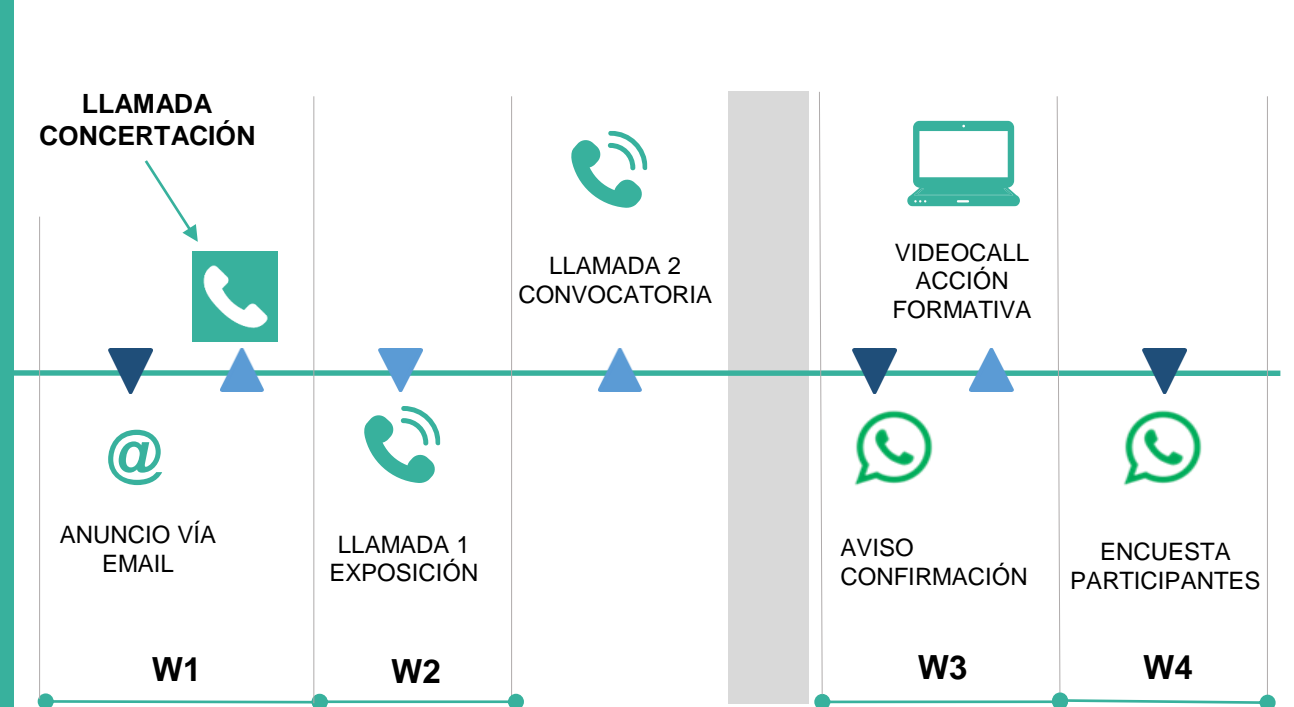 LLAMADA
CONCERTACIÓN
LLAMADA 2
CONVOCATORIA
VIDEOCALL
ACCIÓN
FORMATIVA
@
ANUNCIO VÍA
EMAIL
LLAMADA 1
EXPOSICIÓN
AVISO
CONFIRMACIÓN
ENCUESTA
PARTICIPANTES
W1
W2
W3
W4